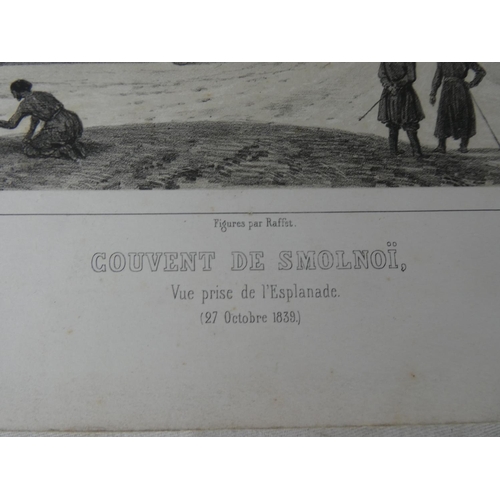 Figures par Raffet.
COUVENT DE SMOLNOÏ,
Vue prise de l'Esplanade.
(27 Octobre 1839.)